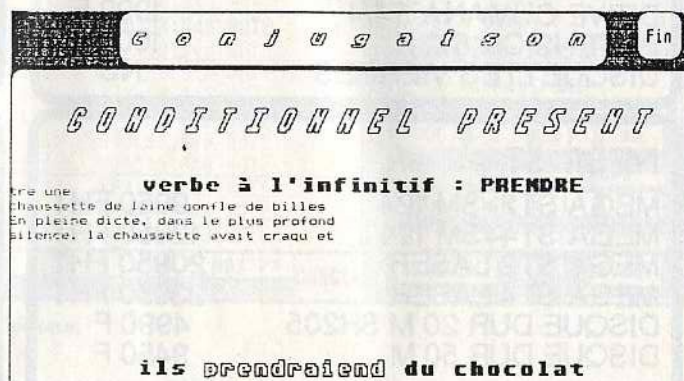 conjugaison Fin
CONDITIONNEL PRESENT
verbe à l'infinitif : PRENDRE
tre une
chaussette de laine gonfle de billes
En pleine dicte, dans le plus profond
silence, la chaussette avait craqu et
ils prendraiend du chocolat